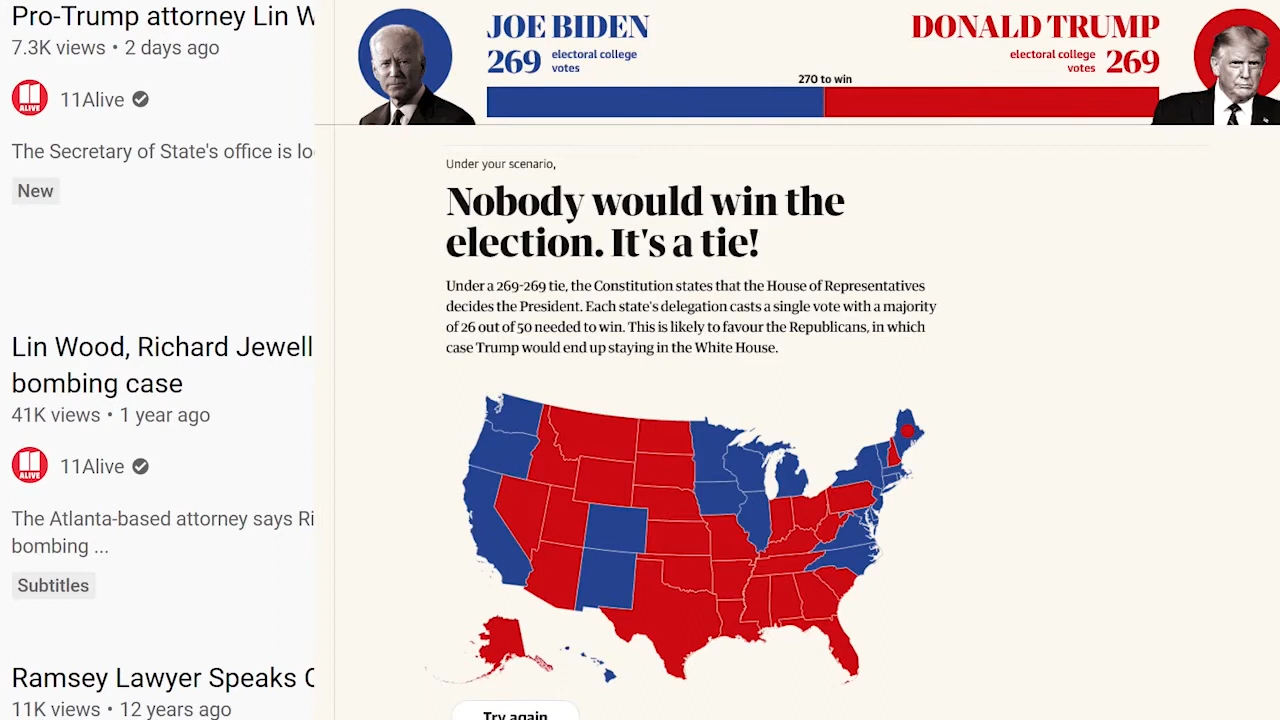 Pro-Trump attorney Lin W
7.3K views • 2 days ago
ALIVE
11Alive
The Secretary of State's office is lo
New
Lin Wood, Richard Jewell
bombing case
41K views • 1 year ago
ALIVE
11Alive
The Atlanta-based attorney says Ri
bombing ...
Subtitles
Ramsey Lawyer Speaks
11K views • 12 years ago
JOE BIDEN
269 electoral college
votes
DONALD TRUMP
electoral college
votes 269
270 to win
Under your scenario,
Nobody would win the
election. It's a tie!
Under a 269-269 tie, the Constitution states that the House of Representatives
decides the President. Each state's delegation casts a single vote with a majority
of 26 out of 50 needed to win. This is likely to favour the Republicans, in which
case Trump would end up staying in the White House.
Try again